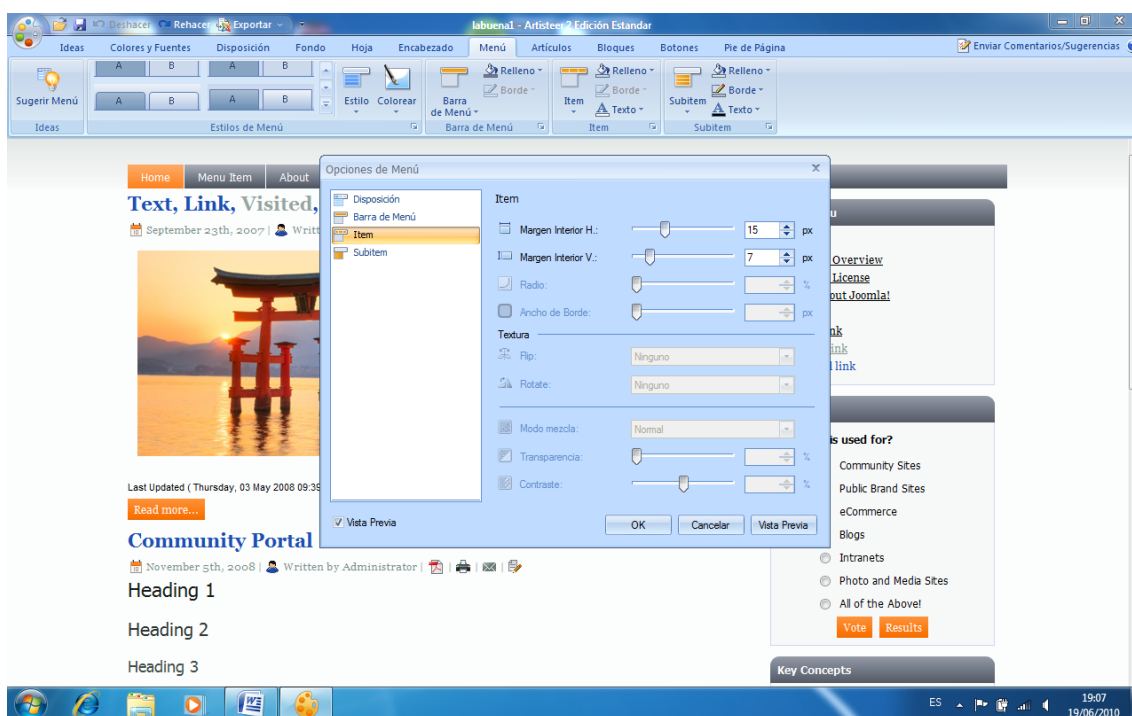 Deshacer Rehacer Exportar labuena1 - Artisteer 2 Edición Estandar
Ideas Colores y Fuentes Disposición Fondo Hoja Encabezado Menú Artículos Bloques Botones Pie de Página Enviar Comentarios/Sugerencias
A B A B
Relleno Relleno Relleno
Borde Borde Borde
Sugerir Menú A B A B Estilo Colorear Barra de Menú Item Texto Subitem Texto
Ideas Estilos de Menú Barra de Menú Item Subitem
Home Menu Item About
Text, Link, Visited,
September 23th, 2007 | Writt
Last Updated ( Thursday, 03 May 2008 09:39
Read more...
Community Portal
November 5th, 2008 | Written by Administrator | | | |
Heading 1
Heading 2
Heading 3
Opciones de Menú
Disposición
Barra de Menú
Item
Subitem
Item
Margen Interior H.: 15 px
Margen Interior V.: 7 px
Radio: %
Ancho de Borde: px
Textura
Flip: Ninguno
Rotate: Ninguno
Modo mezcla: Normal
Transparencia: %
Contraste: %
Vista Previa OK Cancelar Vista Previa
u
Overview
License
out Joomla!
nk
ink
l link
is used for?
Community Sites
Public Brand Sites
eCommerce
Blogs
Intranets
Photo and Media Sites
All of the Above!
Vote Results
Key Concepts
ES 19:07
19/06/2010